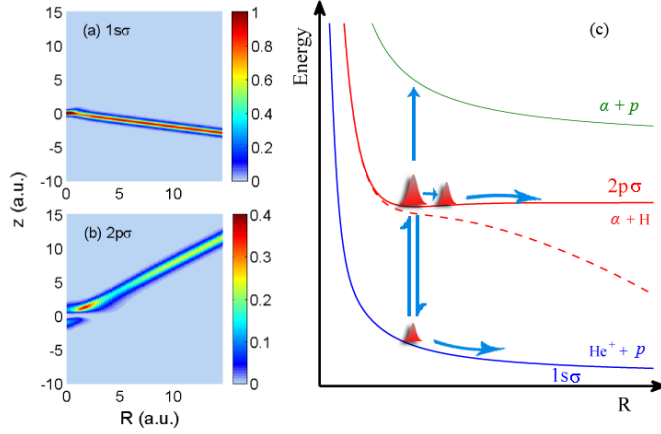 (a) 1sσ
15
10
5
0
-5
-10
0
10
1
0.8
0.6
0.4
0.2
0
z (a.u.)
(b) 2pσ
15
10
5
0
-5
-10
0
5
10
R (a.u.)
0.4
0.3
0.2
0.1
0
(c)
Energy
α + p
2pσ
α + H
He⁺ + p
1sσ
R